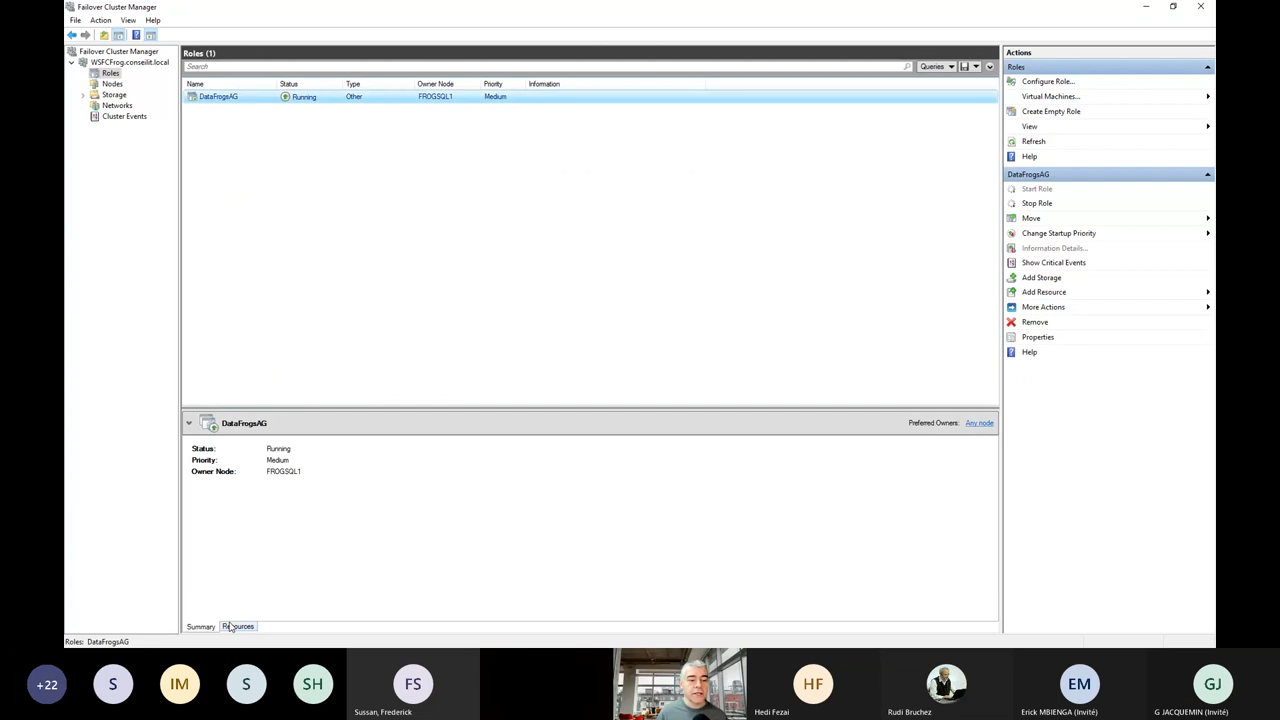 Failover Cluster Manager
File Action View Help
Failover Cluster Manager
WSFCFrog.conseilit.local
Roles
Nodes
Storage
Networks
Cluster Events
Roles (1)
Search
Queries
Name Status Type Owner Node Priority Information
DataFrogsAG Running Other FROGSQL1 Medium
DataFrogsAG
Preferred Owners: Any node
Status: Running
Priority: Medium
Owner Node: FROGSQL1
Summary
Resources
Actions
Roles
Configure Role...
Virtual Machines...
Create Empty Role
View
Refresh
Help
DataFrogsAG
Start Role
Stop Role
Move
Change Startup Priority
Information Details...
Show Critical Events
Add Storage
Add Resource
More Actions
Remove
Properties
Help
Roles: DataFrogsAG
+22
S
IM
S
SH
FS
Sussan, Frederick
HF
Hedi Fezai
Rudi Bruchez
EM
Erick MBIENGA (Invité)
GJ
G JACQUEMIN (Invité)